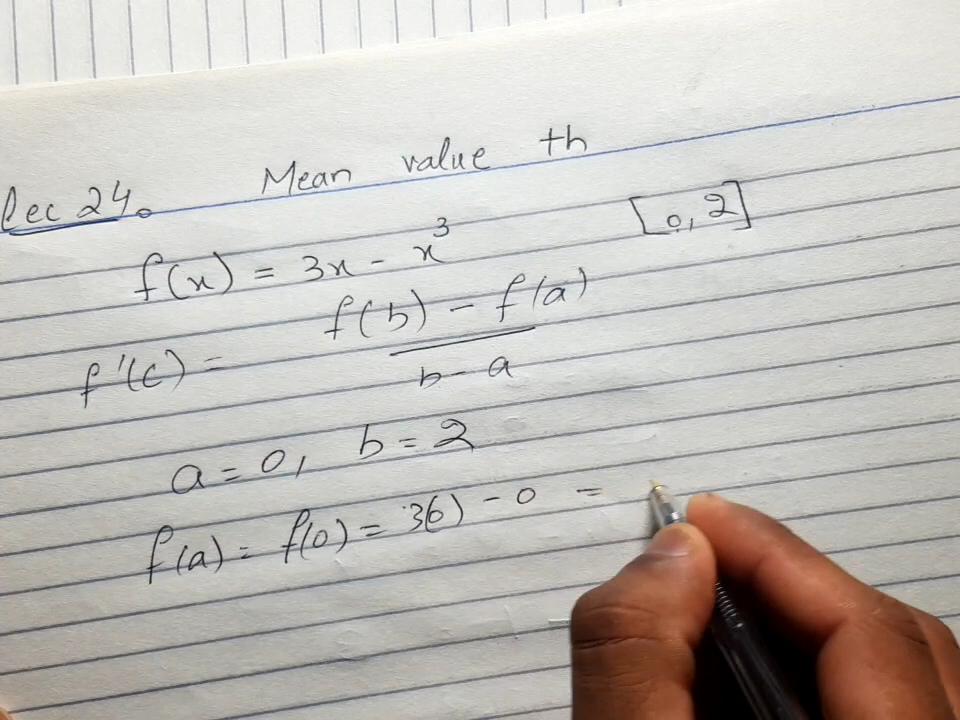 Lec 24. Mean value th
f(x) = 3x - x³ [0, 2]
f'(c) = f(b) - f(a)
b - a
a = 0, b = 2
f(a) = f(0) = 3(0) - 0 =